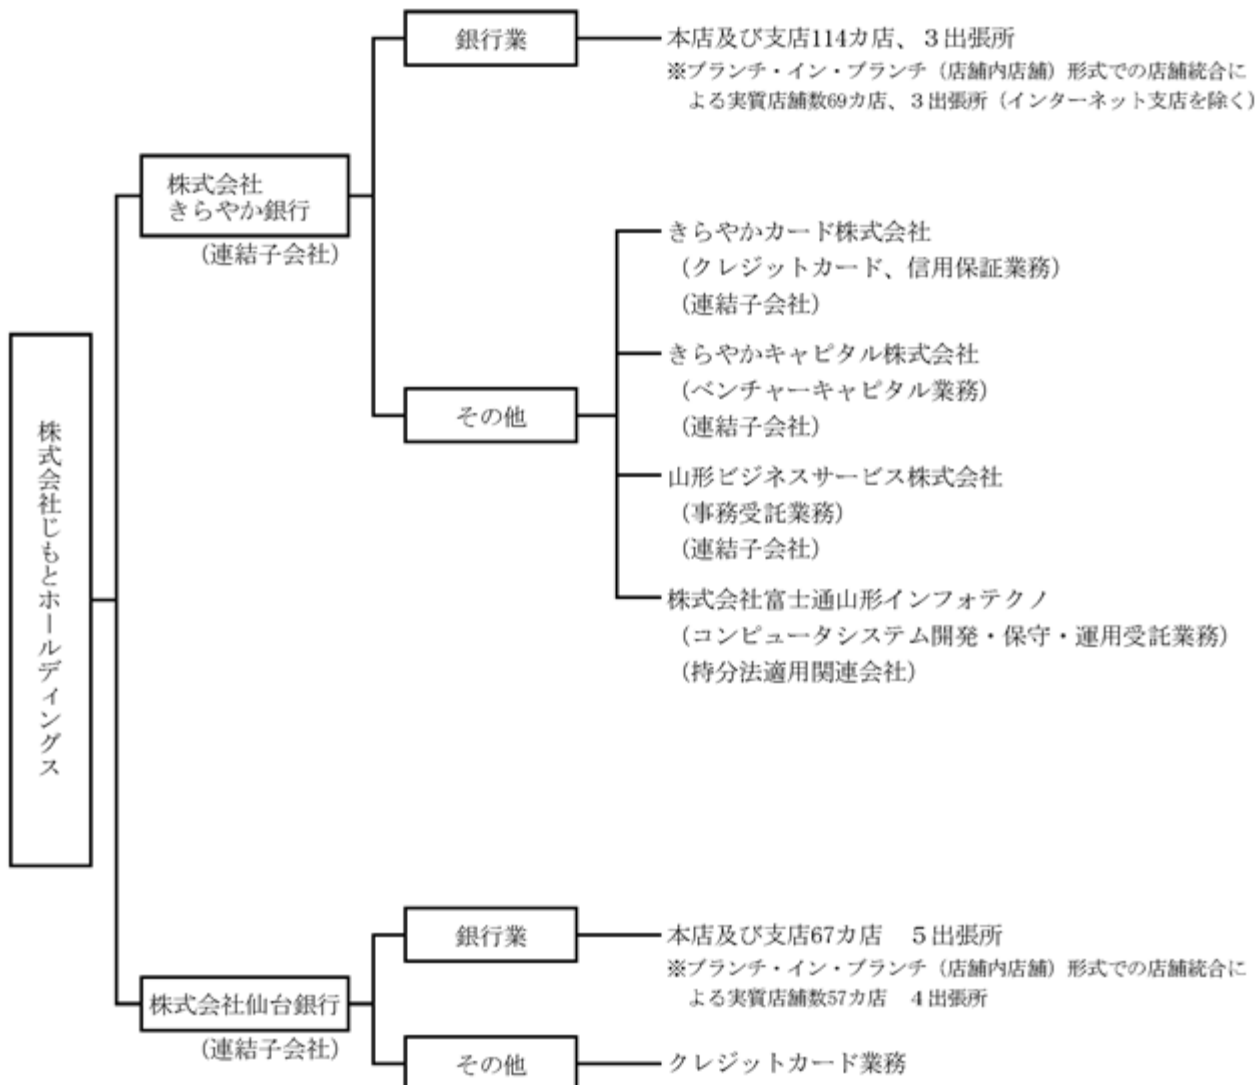 株式会社じもとホールディングス
株式会社
きらやか銀行
(連結子会社)
銀行業
本店及び支店114カ店、３出張所
※ブランチ・イン・ブランチ（店舗内店舗）形式での店舗統合に
よる実質店舗数69カ店、３出張所（インターネット支店を除く）
その他
きらやかカード株式会社
（クレジットカード、信用保証業務）
（連結子会社）
きらやかキャピタル株式会社
（ベンチャーキャピタル業務）
（連結子会社）
山形ビジネスサービス株式会社
（事務受託業務）
（連結子会社）
株式会社富士通山形インフォテクノ
（コンピュータシステム開発・保守・運用受託業務）
（持分法適用関連会社）
株式会社仙台銀行
(連結子会社)
銀行業
本店及び支店67カ店　５出張所
※ブランチ・イン・ブランチ（店舗内店舗）形式での店舗統合に
よる実質店舗数57カ店　４出張所
その他
クレジットカード業務